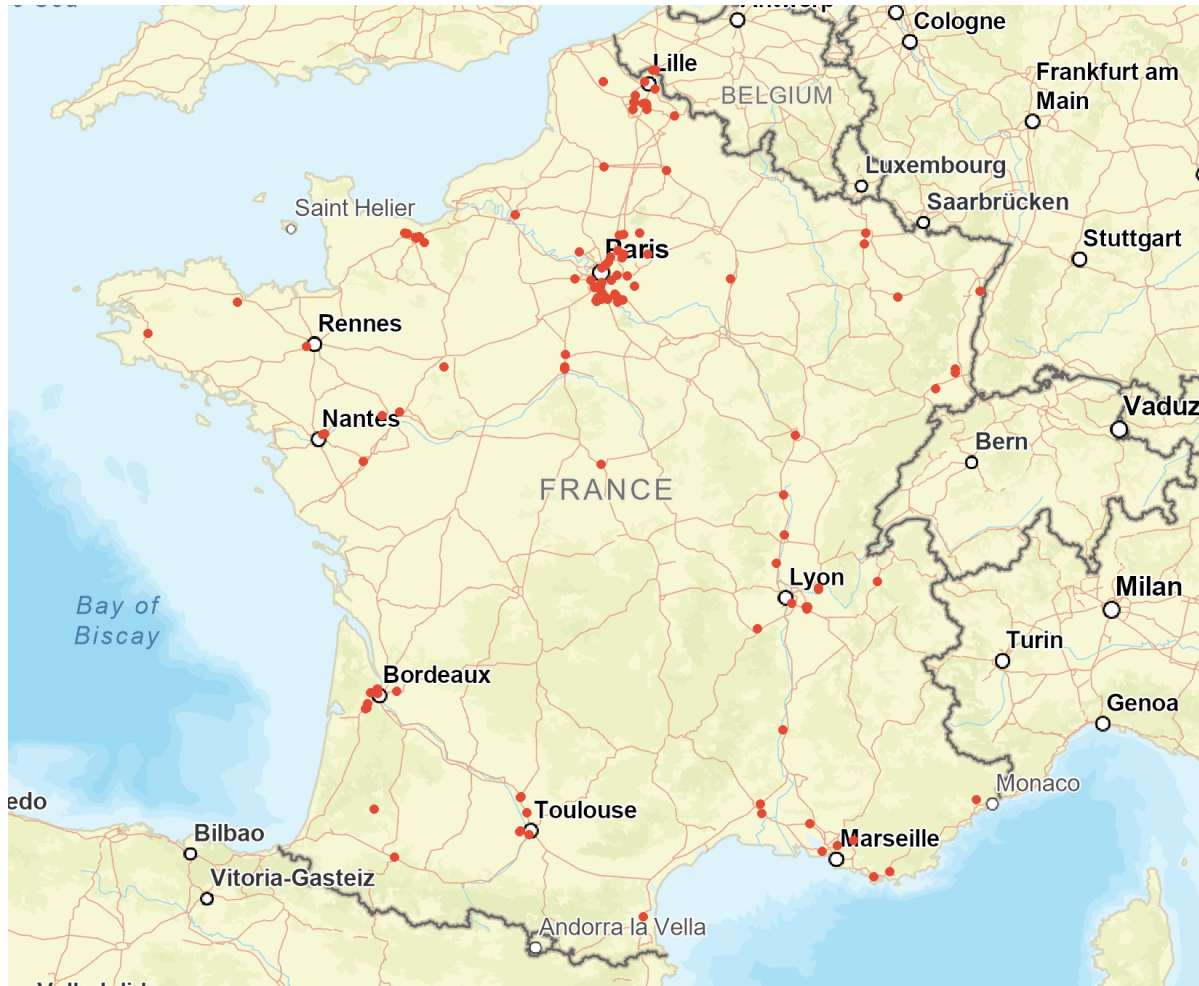 Cologne
Lille
Frankfurt am
Main
BELGIUM
Luxembourg
Saarbrücken
Saint Helier
Stuttgart
Paris
Rennes
Vaduz
Nantes
Bern
FRANCE
Lyon
Milan
Bay of
Biscay
Turin
Bordeaux
Genoa
Monaco
edo
Toulouse
Bilbao
Marseille
Vitoria-Gasteiz
Andorra la Vella